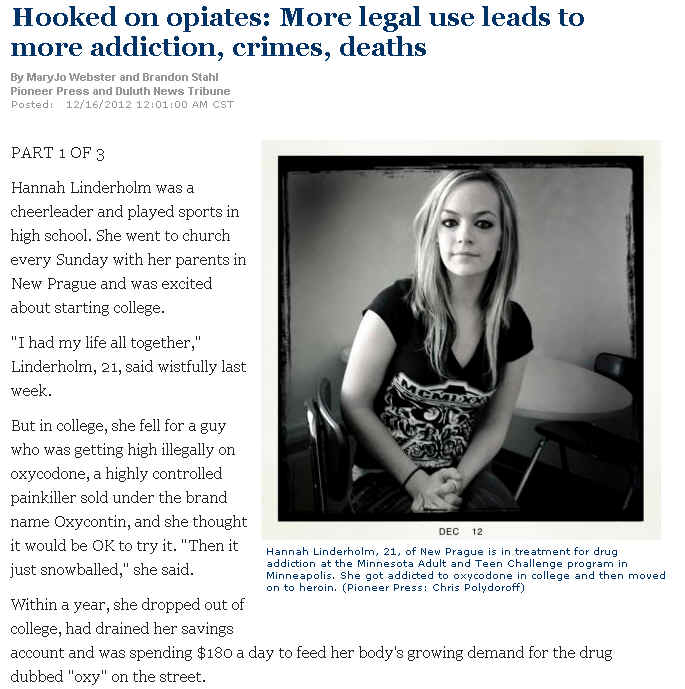 Hooked on opiates: More legal use leads to
more addiction, crimes, deaths
By MaryJo Webster and Brandon Stahl
Pioneer Press and Duluth News Tribune
Posted: 12/16/2012 12:01:00 AM CST
PART 1 OF 3
Hannah Linderholm was a
cheerleader and played sports in
high school. She went to church
every Sunday with her parents in
New Prague and was excited
about starting college.
"I had my life all together,"
Linderholm, 21, said wistfully last
week.
But in college, she fell for a guy
who was getting high illegally on
oxycodone, a highly controlled
painkiller sold under the brand
name Oxycontin, and she thought
it would be OK to try it. "Then it
just snowballed," she said.
Within a year, she dropped out of
college, had drained her savings
account and was spending $180 a day to feed her body's growing demand for the drug
dubbed "oxy" on the street.
MCMLXX
DEC 12
Hannah Linderholm, 21, of New Prague is in treatment for drug
addiction at the Minnesota Adult and Teen Challenge program in
Minneapolis. She got addicted to oxycodone in college and then moved
on to heroin. (Pioneer Press: Chris Polydoroff)